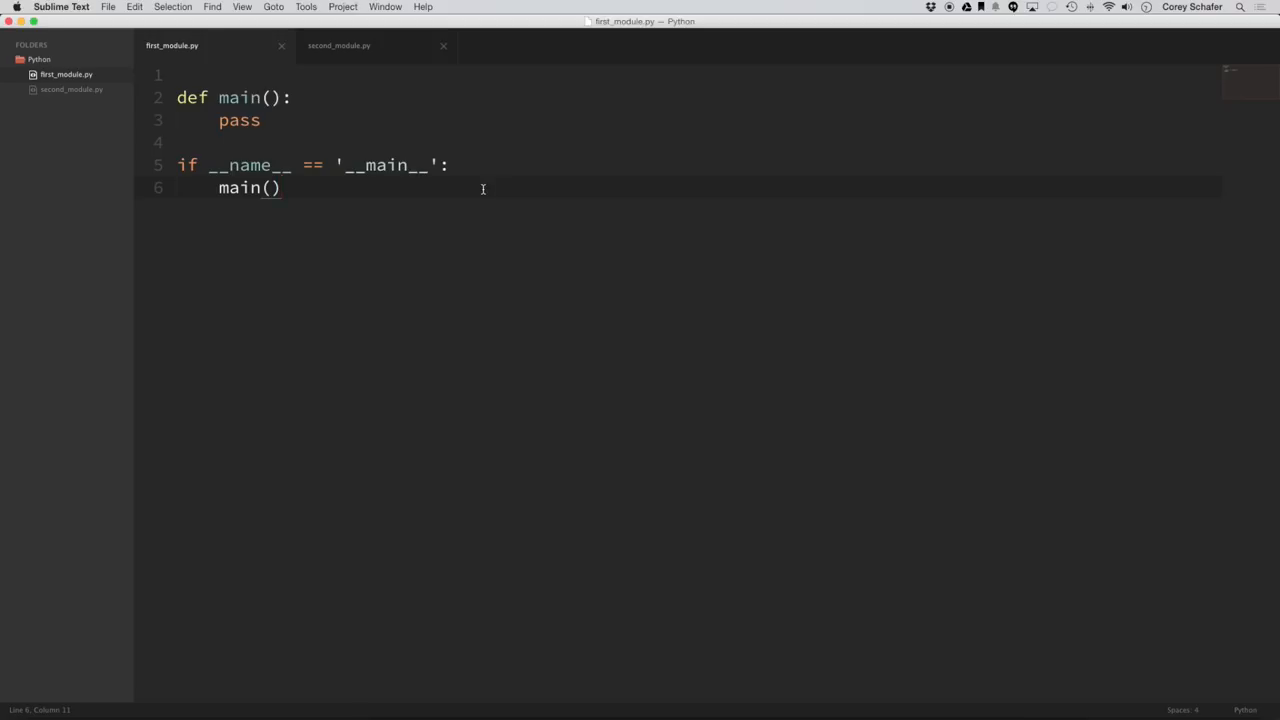 Sublime Text File Edit Selection Find View Goto Tools Project Window Help Corey Schafer
first_module.py — Python
FOLDERS
Python
first_module.py
second_module.py
first_module.py second_module.py
1
2 def main():
3 pass
4
5 if __name__ == '__main__':
6 main()
Line 6, Column 11 Spaces: 4 Python